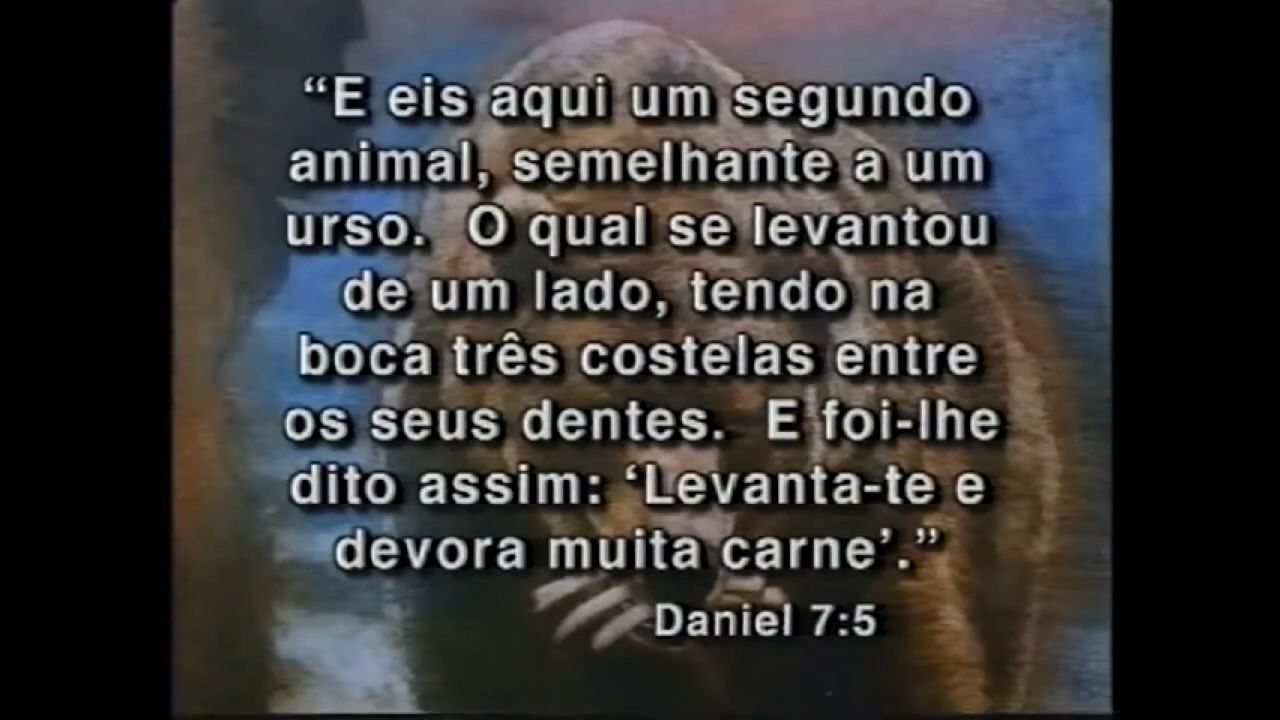 “E eis aqui um segundo
animal, semelhante a um
urso. O qual se levantou
de um lado, tendo na
boca três costelas entre
os seus dentes. E foi-lhe
dito assim: ‘Levanta-te e
devora muita carne’.”
Daniel 7:5